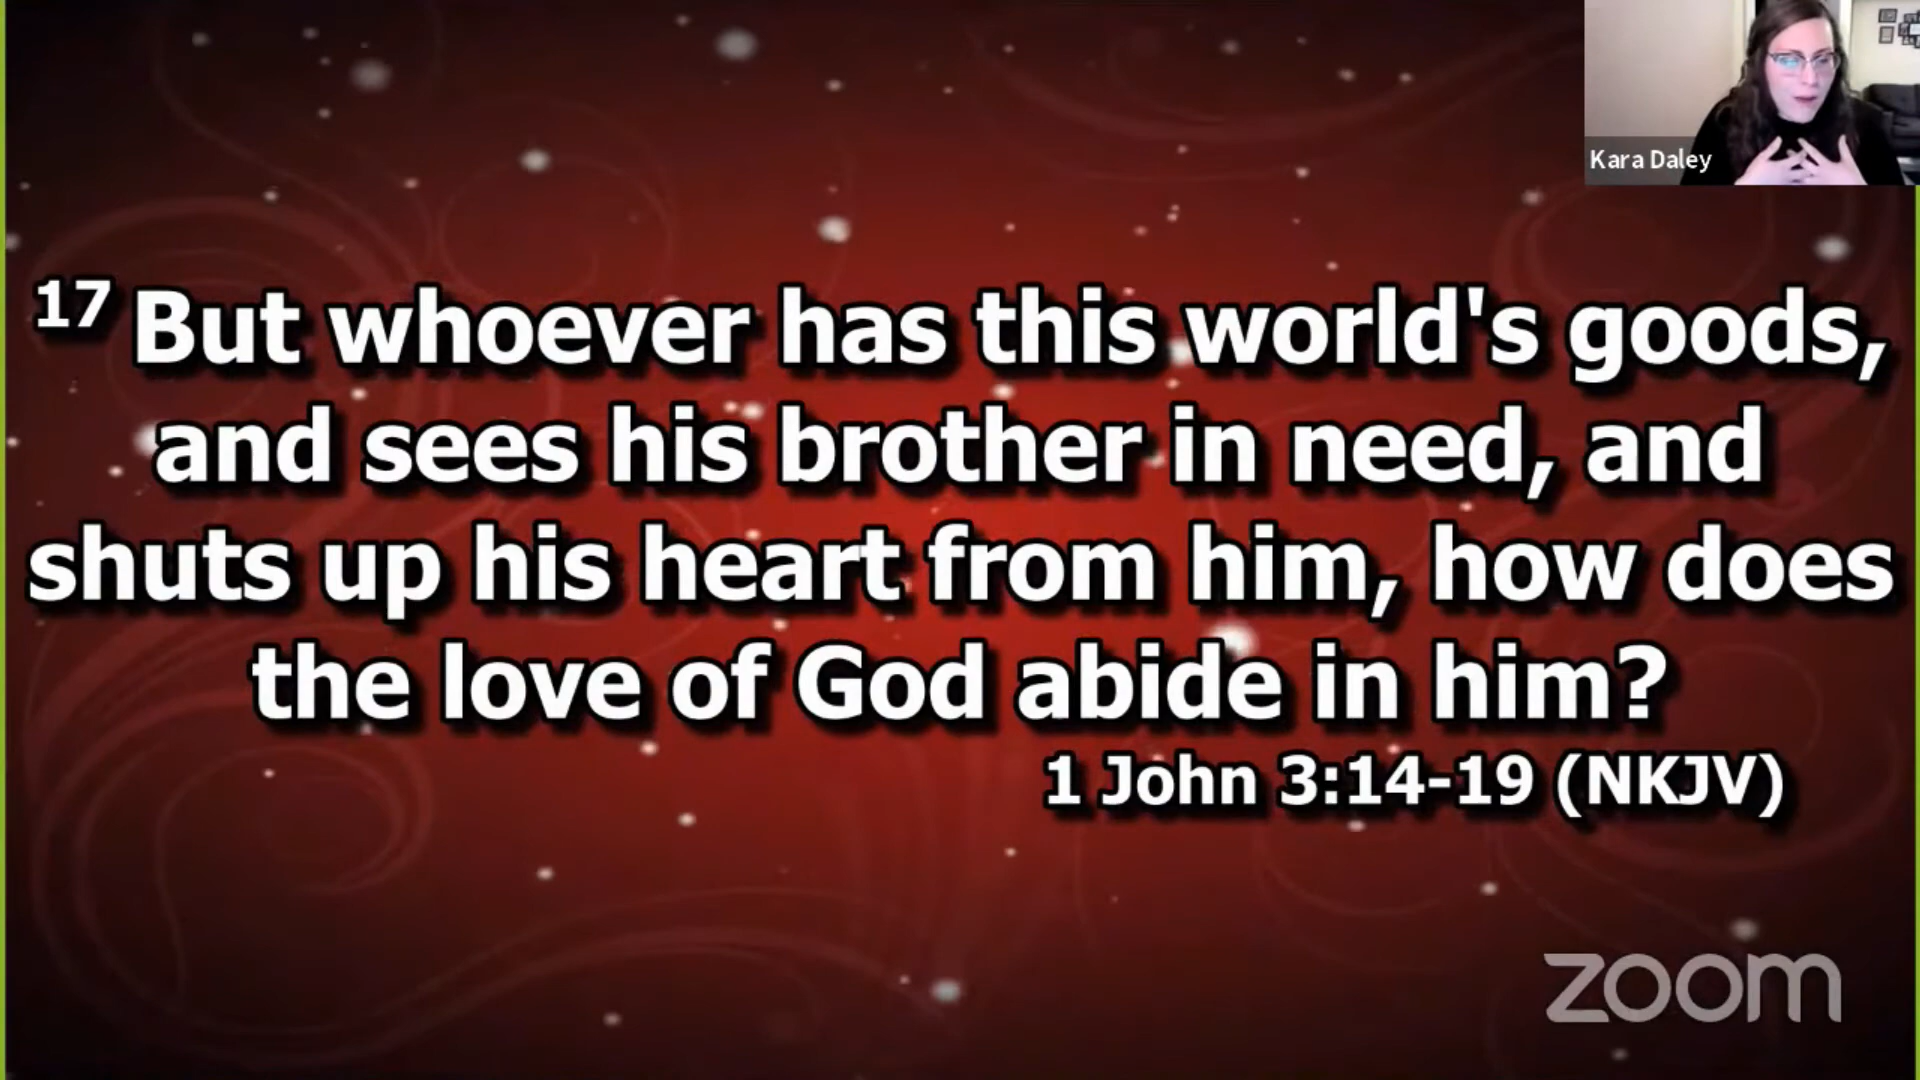 Kara Daley
17 But whoever has this world's goods,
and sees his brother in need, and
shuts up his heart from him, how does
the love of God abide in him?
1 John 3:14-19 (NKJV)
zoom